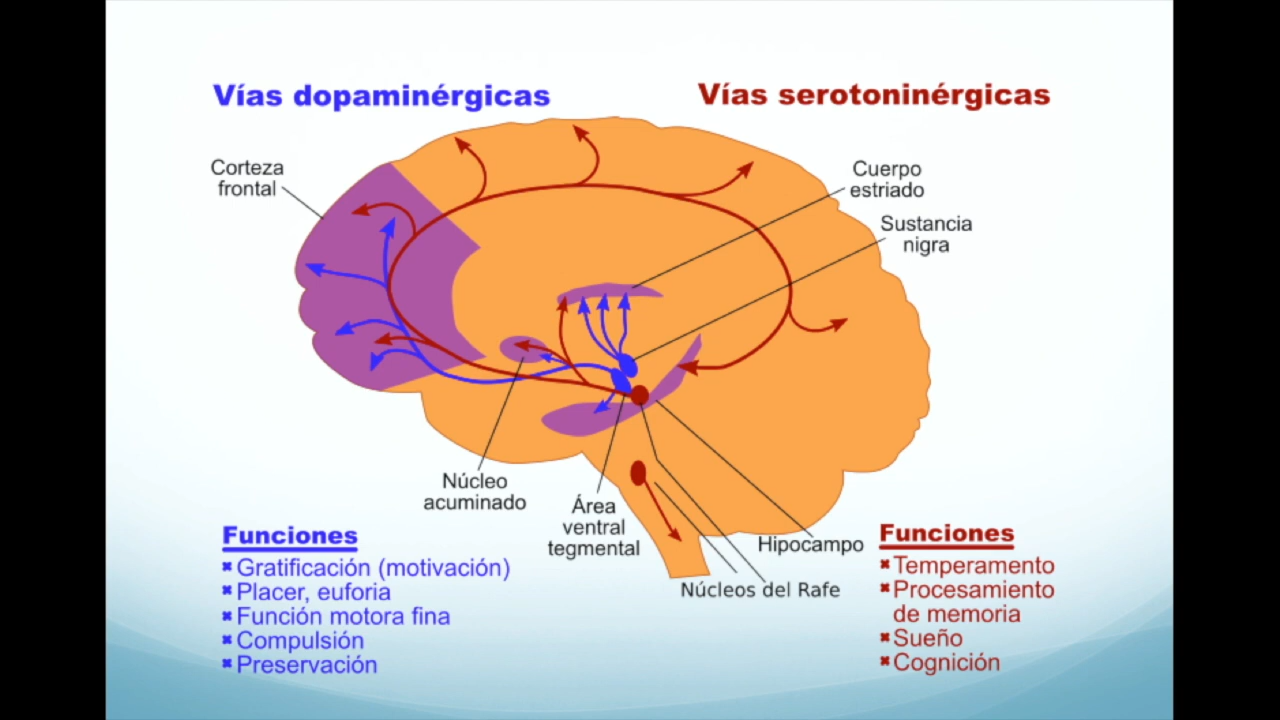 Vías dopaminérgicas
Vías serotoninérgicas
Corteza
frontal
Cuerpo
estriado
Sustancia
nigra
Núcleo
acuminado
Área
ventral
tegmental
Hipocampo
Núcleos del Rafe
Funciones
Gratificación (motivación)
Placer, euforia
Función motora fina
Compulsión
Preservación
Funciones
Temperamento
Procesamiento
de memoria
Sueño
Cognición